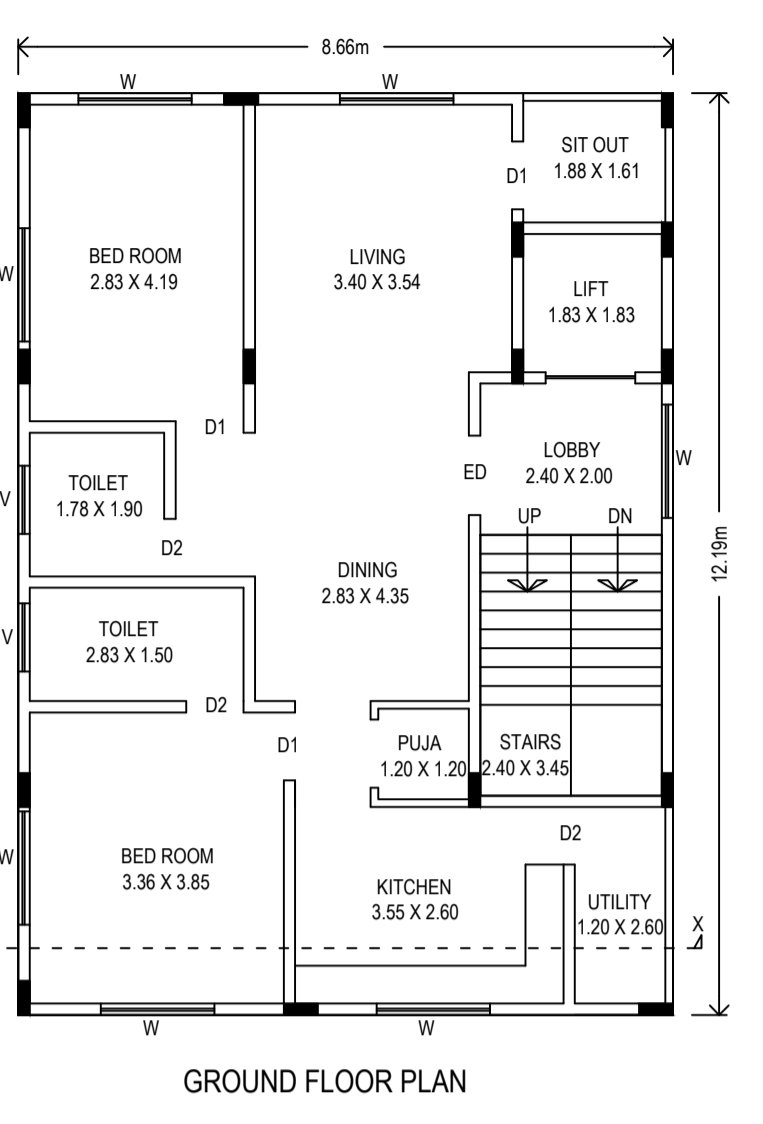 8.66m
W
W
SIT OUT
1.88 X 1.61
D1
BED ROOM
2.83 X 4.19
LIVING
3.40 X 3.54
W
LIFT
1.83 X 1.83
D1
LOBBY
2.40 X 2.00
W
ED
TOILET
1.78 X 1.90
V
UP
DN
D2
12.19m
DINING
2.83 X 4.35
TOILET
2.83 X 1.50
V
D2
D1
PUJA
1.20 X 1.20
STAIRS
2.40 X 3.45
D2
BED ROOM
3.36 X 3.85
W
KITCHEN
3.55 X 2.60
UTILITY
1.20 X 2.60
X
W
W
GROUND FLOOR PLAN